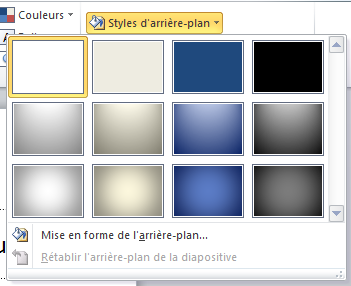 Couleurs
Styles d'arrière-plan
Mise en forme de l'arrière-plan...
Rétablir l'arrière-plan de la diapositive